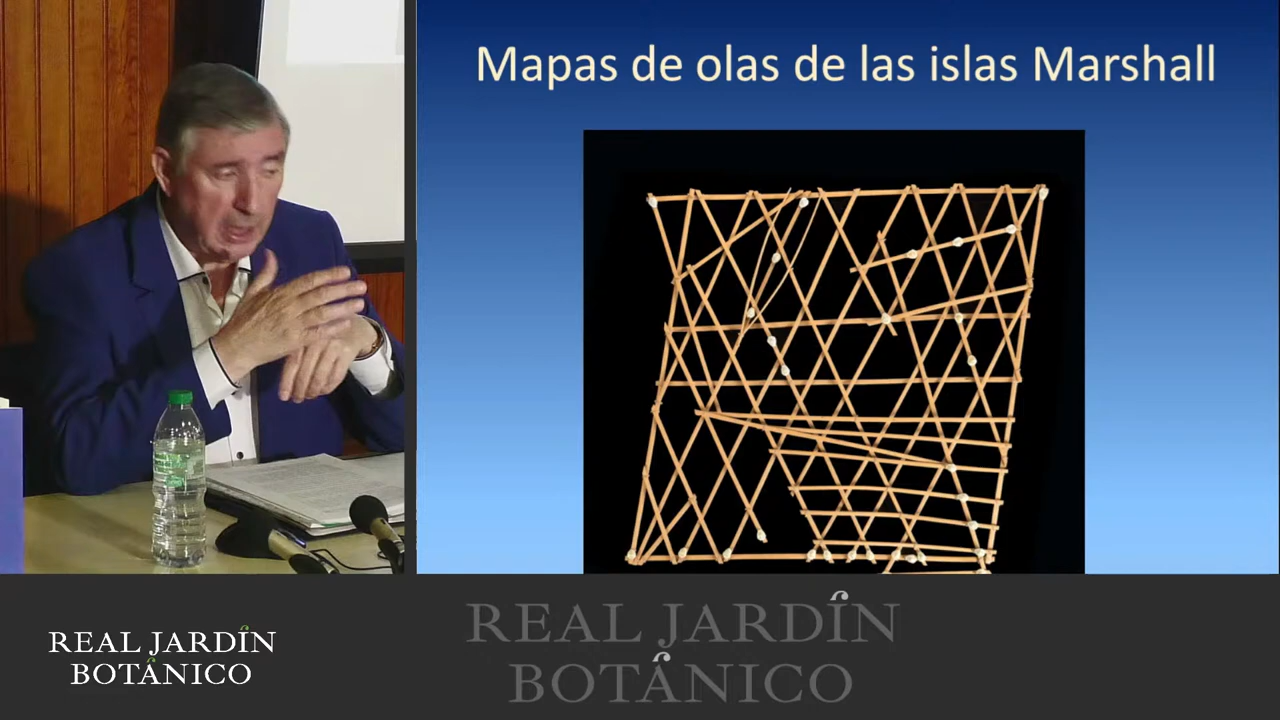 Mapas de olas de las islas Marshall
REAL JARDÍN
BOTÁNICO
REAL JARDÍN
BOTÁNICO